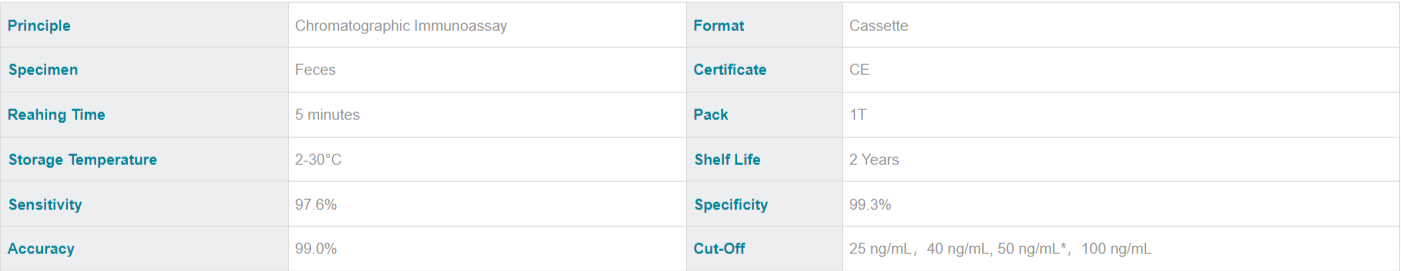 Principle Chromatographic Immunoassay Format Cassette
Specimen Feces Certificate CE
Reahing Time 5 minutes Pack 1T
Storage Temperature 2-30°C Shelf Life 2 Years
Sensitivity 97.6% Specificity 99.3%
Accuracy 99.0% Cut-Off 25 ng/mL，40 ng/mL, 50 ng/mL*，100 ng/mL